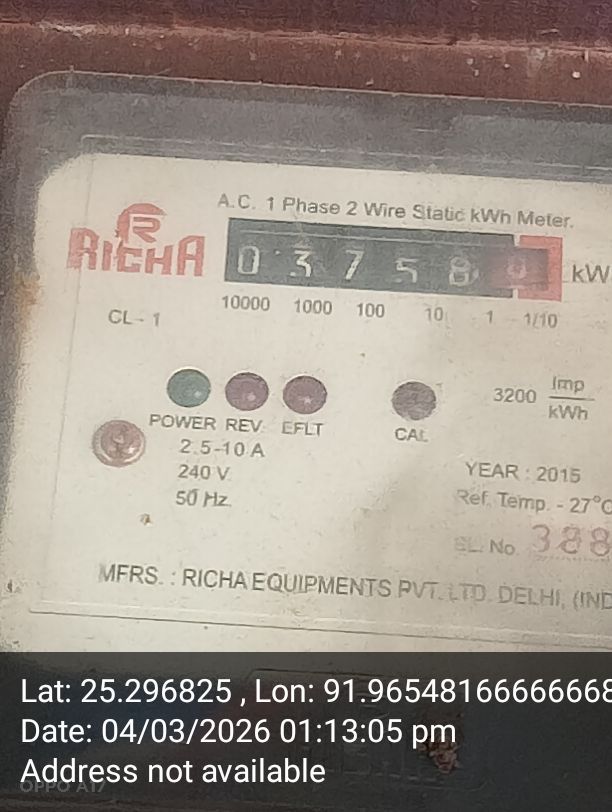 A.C. 1 Phase 2 Wire Static kWh Meter.
R
RICHA
0 3 7 5 8
kW
10000 1000 100 10 1 1/10
CL - 1
3200 Imp/kWh
POWER REV. EFLT CAL
2.5-10 A
240 V
50 Hz.
YEAR : 2015
Ref. Temp. - 27°C
SL. No. 388
MFRS. : RICHA EQUIPMENTS PVT. LTD. DELHI, (IND
Lat: 25.296825 , Lon: 91.9654816666668
Date: 04/03/2026 01:13:05 pm
Address not available
OPPO A17